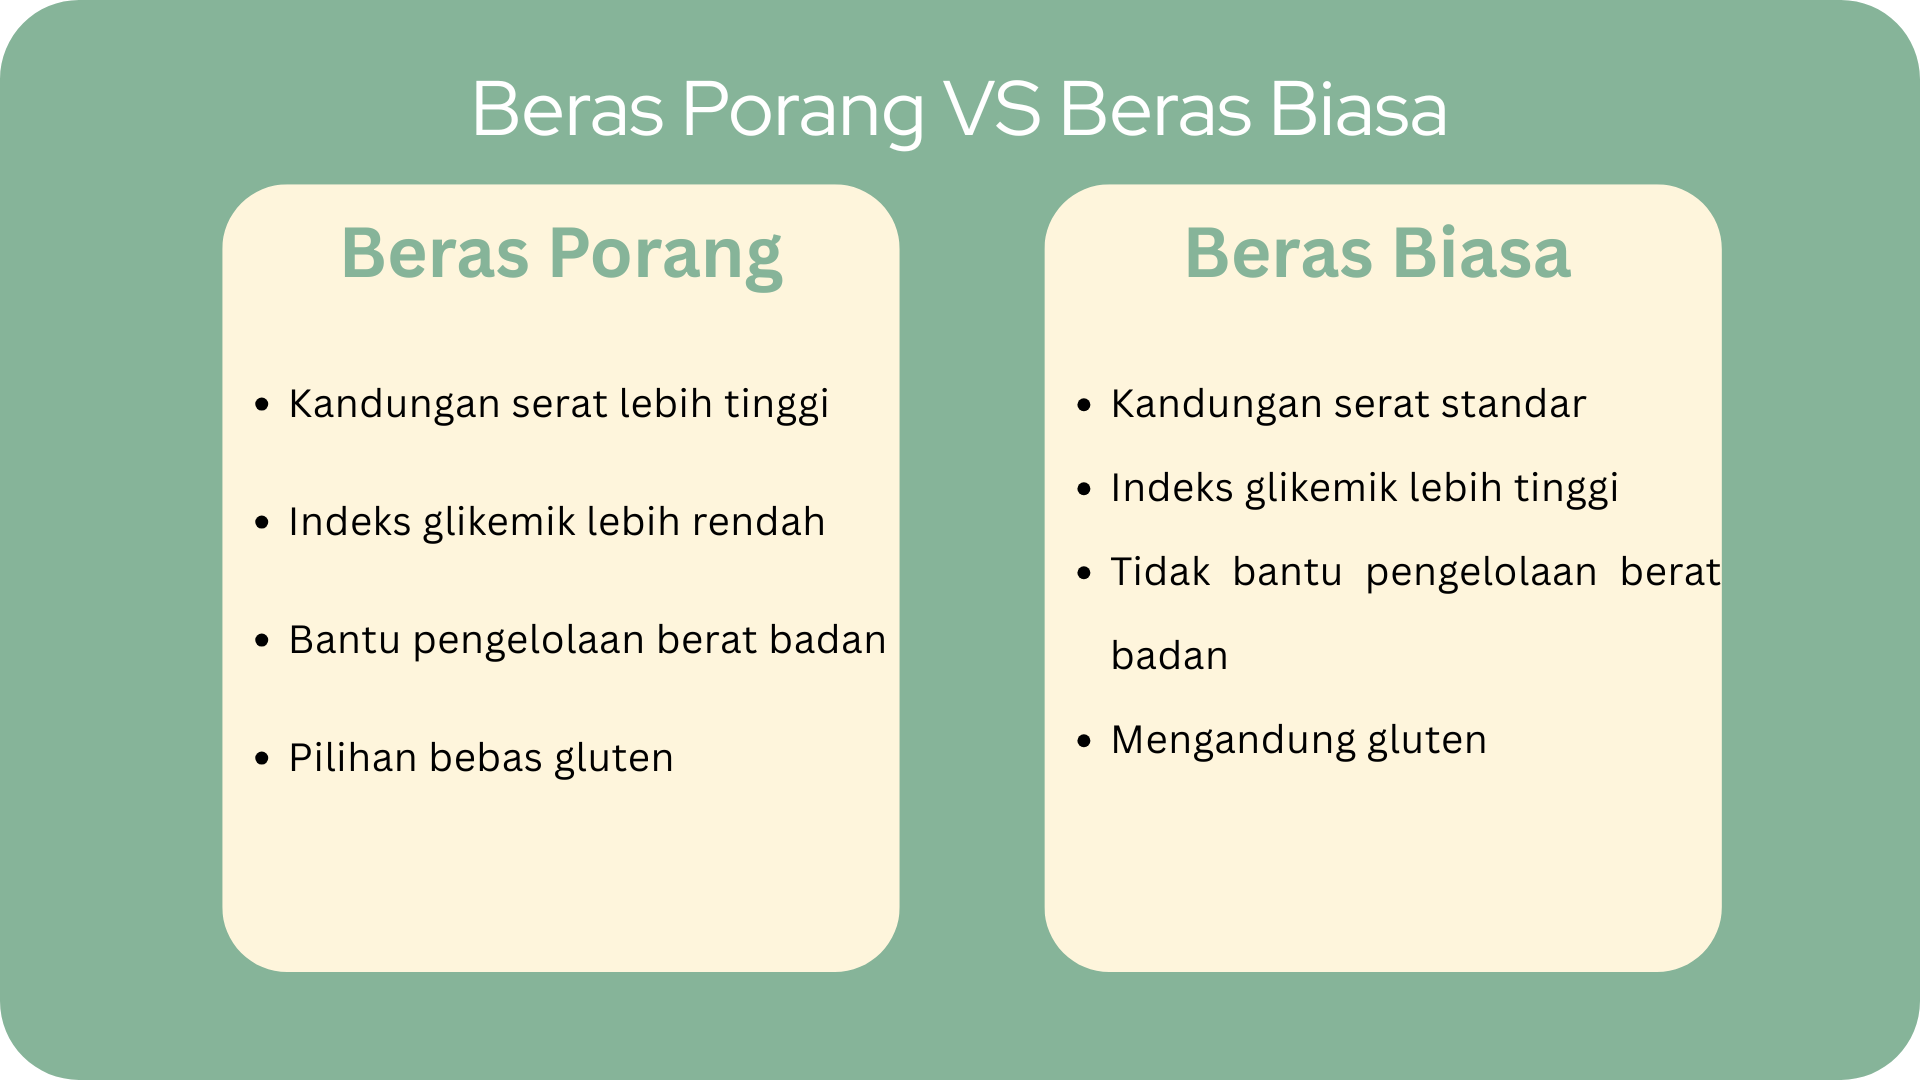 Beras Porang VS Beras Biasa
Beras Porang
• Kandungan serat lebih tinggi
• Indeks glikemik lebih rendah
• Bantu pengelolaan berat badan
• Pilihan bebas gluten
Beras Biasa
• Kandungan serat standar
• Indeks glikemik lebih tinggi
• Tidak bantu pengelolaan berat
badan
• Mengandung gluten